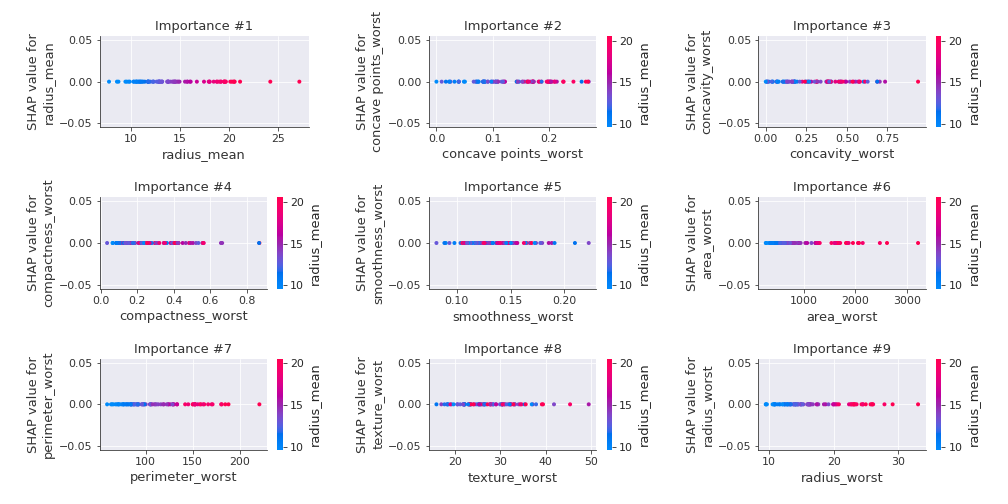 Importance #1
SHAP value for
radius_mean
0.05
0.00
−0.05
10 15 20 25
radius_mean
Importance #2
SHAP value for
concave points_worst
0.05
0.00
−0.05
0.0 0.1 0.2
concave points_worst
20
15
10
radius_mean
Importance #3
SHAP value for
concavity_worst
0.05
0.00
−0.05
0.00 0.25 0.50 0.75
concavity_worst
20
15
10
radius_mean
Importance #4
SHAP value for
compactness_worst
0.05
0.00
−0.05
0.0 0.2 0.4 0.6 0.8
compactness_worst
20
15
10
radius_mean
Importance #5
SHAP value for
smoothness_worst
0.05
0.00
−0.05
0.10 0.15 0.20
smoothness_worst
20
15
10
radius_mean
Importance #6
SHAP value for
area_worst
0.05
0.00
−0.05
1000 2000 3000
area_worst
20
15
10
radius_mean
Importance #7
SHAP value for
perimeter_worst
0.05
0.00
−0.05
100 150 200
perimeter_worst
20
15
10
radius_mean
Importance #8
SHAP value for
texture_worst
0.05
0.00
−0.05
20 30 40 50
texture_worst
20
15
10
radius_mean
Importance #9
SHAP value for
radius_worst
0.05
0.00
−0.05
10 20 30
radius_worst
20
15
10
radius_mean